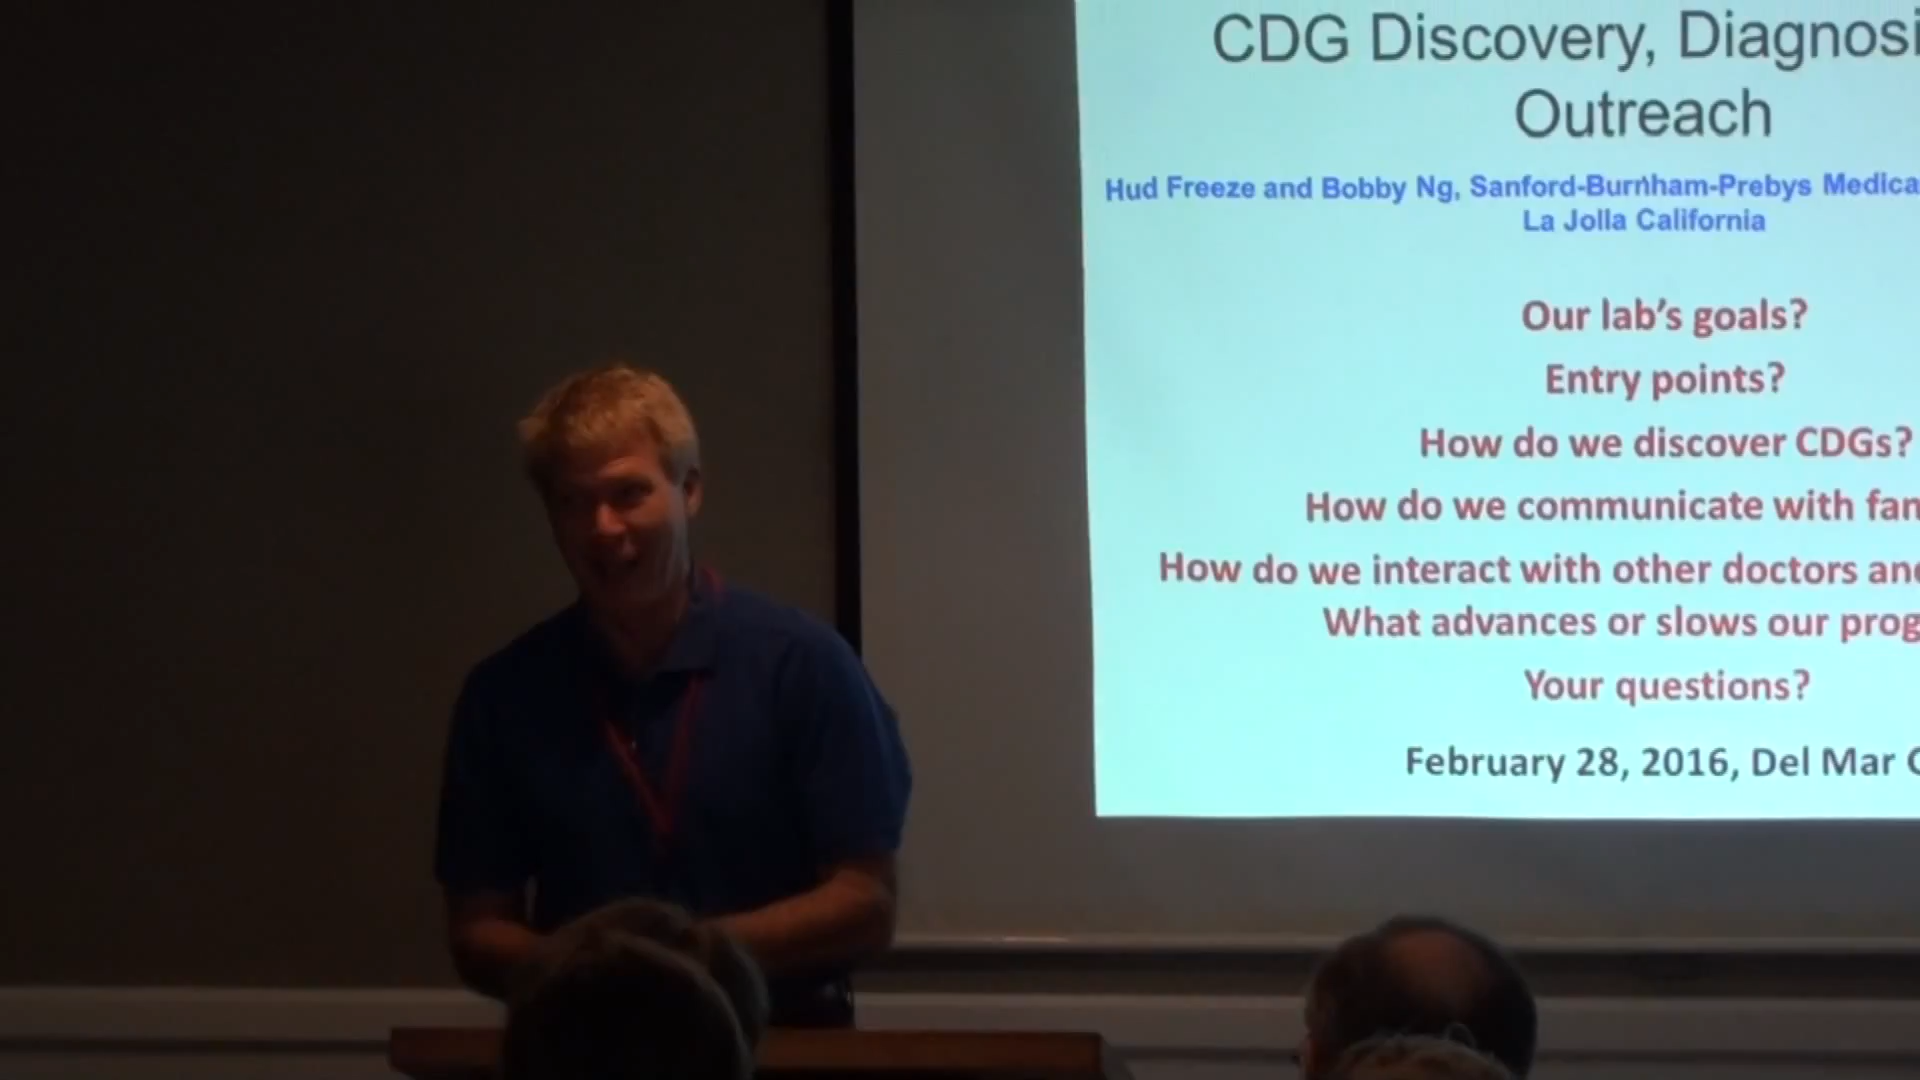 CDG Discovery, Diagnosi
Outreach
Hud Freeze and Bobby Ng, Sanford-Burnham-Prebys Medica
La Jolla California
Our lab's goals?
Entry points?
How do we discover CDGs?
How do we communicate with fam
How do we interact with other doctors and
What advances or slows our prog
Your questions?
February 28, 2016, Del Mar C